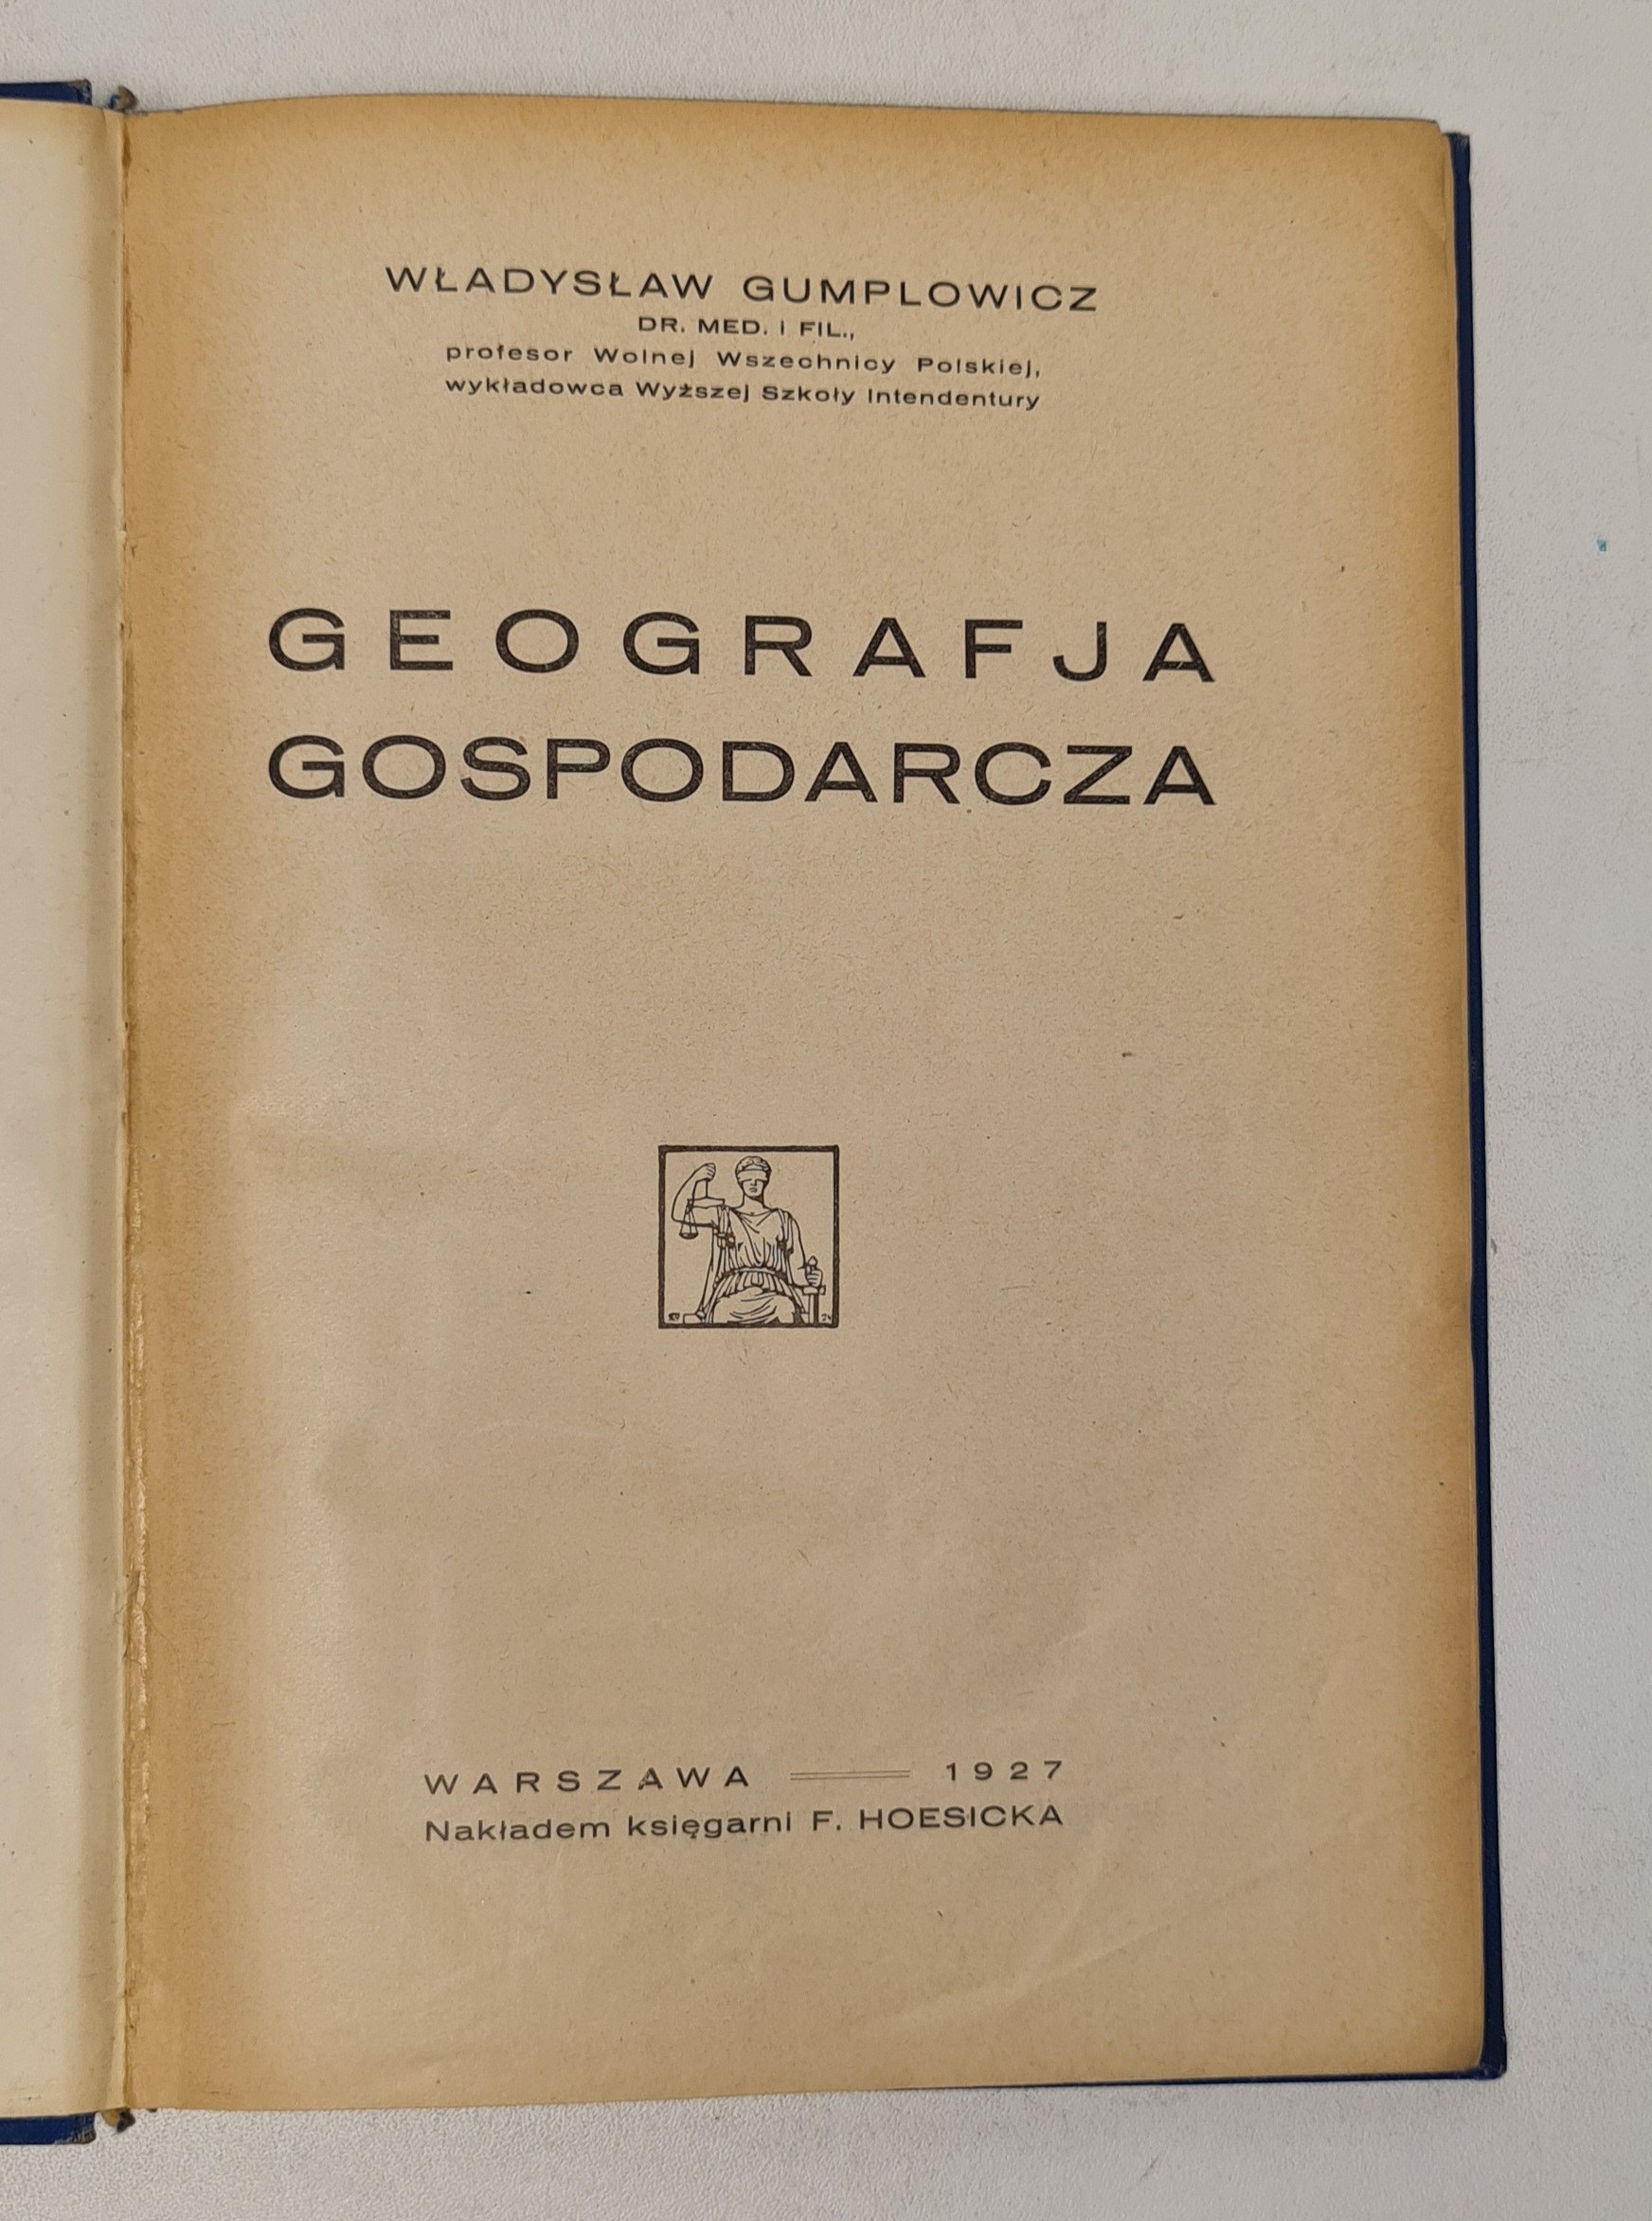 WŁADYSŁAW GUMPLOWICZ
DR. MED. i FIL.,
profesor Wolnej Wszechnicy Polskiej,
wykładowca Wyższej Szkoły Intendentury
GEOGRAFJA
GOSPODARCZA
WARSZAWA 1927
Nakładem księgarni F. HOESICKA